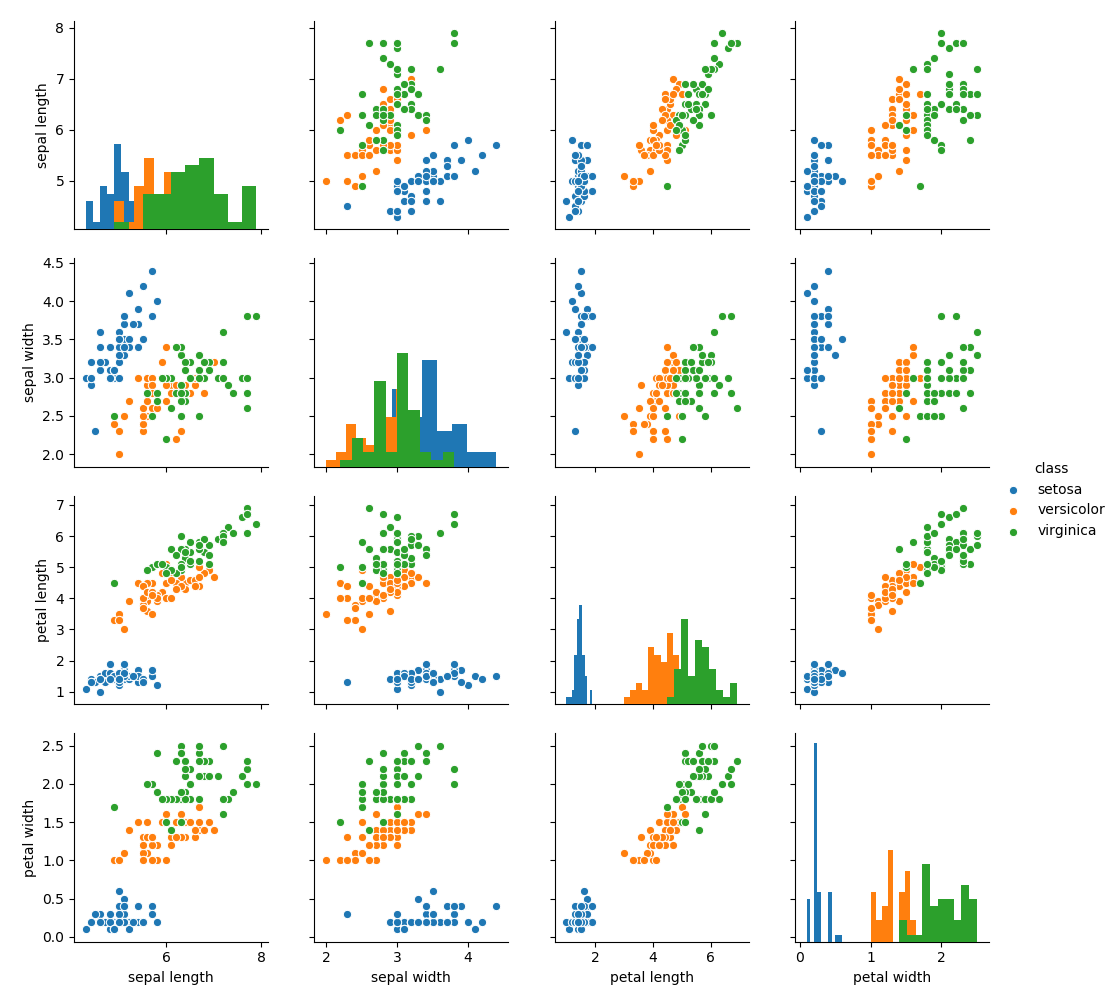 8
7
6
5
sepal length
4.5
4.0
3.5
3.0
2.5
2.0
sepal width
7
6
5
4
3
2
1
petal length
2.5
2.0
1.5
1.0
0.5
0.0
petal width
6 8
sepal length
2 3 4
sepal width
2 4 6
petal length
0 1 2
petal width
class
setosa
versicolor
virginica